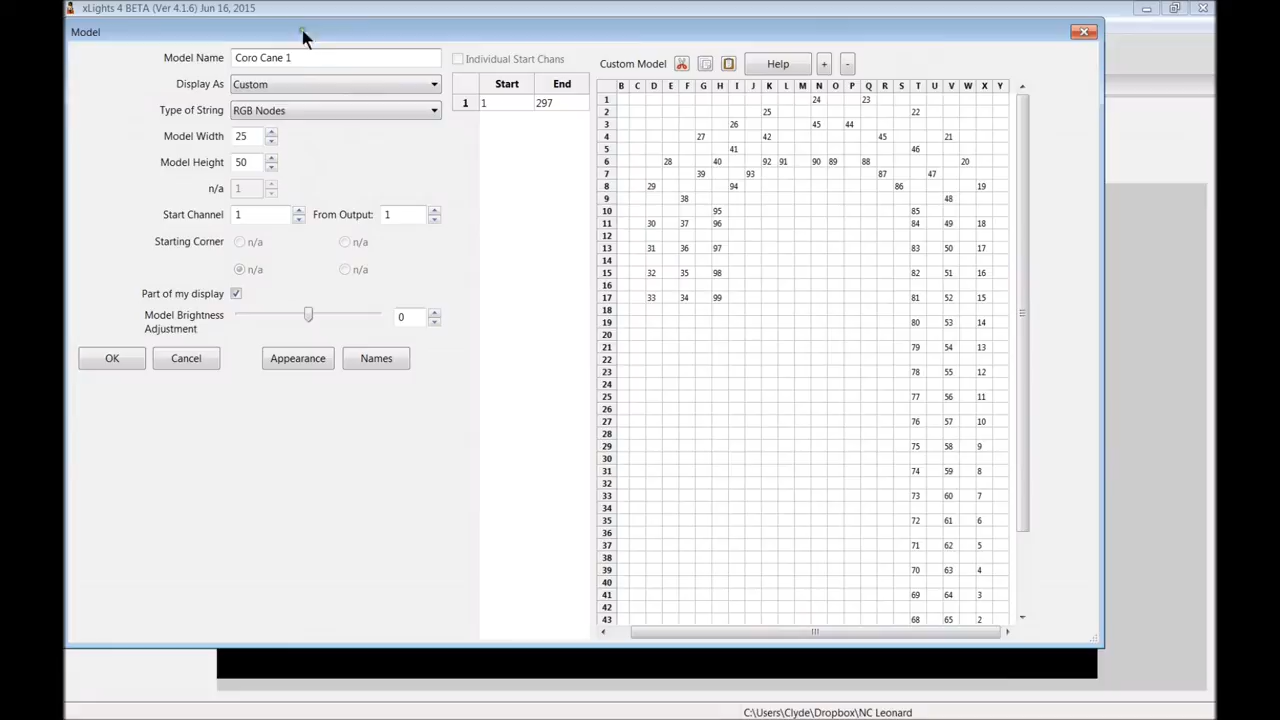 xLights 4 BETA (Ver 4.1.6) Jun 16, 2015
Model
Model Name Coro Cane 1
Display As Custom
Type of String RGB Nodes
Model Width 25
Model Height 50
n/a 1
Start Channel 1 From Output: 1
Starting Corner n/a n/a
n/a n/a
Part of my display
Model Brightness Adjustment 0
OK Cancel Appearance Names
Individual Start Chans
Start End
1 1 297
Custom Model Help + -
B C D E F G H I J K L M N O P Q R S T U V W X Y
1 24 23
2 25 22
3 26 45 44
4 27 42 45 21
5 41 46
6 28 40 92 91 90 89 88 20
7 39 93 87 47
8 29 94 86 19
9 38 48
10 95 85
11 30 37 96 84 49 18
12
13 31 36 97 83 50 17
14
15 32 35 98 82 51 16
16
17 33 34 99 81 52 15
18
19 80 53 14
20
21 79 54 13
22
23 78 55 12
24
25 77 56 11
26
27 76 57 10
28
29 75 58 9
30
31 74 59 8
32
33 73 60 7
34
35 72 61 6
36
37 71 62 5
38
39 70 63 4
40
41 69 64 3
42
43 68 65 2
C:\Users\Clyde\Dropbox\NC Leonard